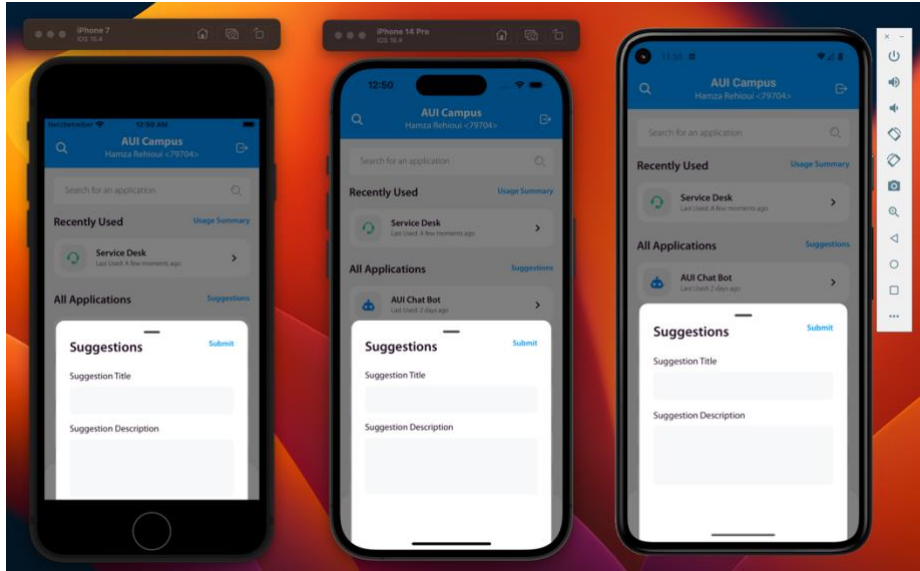 iPhone 7
iOS 16.4
12:50 AM
AUI Campus
Hamza Rehioui <79704>
Search for an application
Recently Used
Usage Summary
Service Desk
Last Used: A few moments ago
All Applications
Suggestions
Suggestions
Submit
Suggestion Title
Suggestion Description
iPhone 14 Pro
iOS 16.4
12:50
AUI Campus
Hamza Rehioui <79704>
Search for an application
Recently Used
Usage Summary
Service Desk
Last Used: A few moments ago
All Applications
Suggestions
AUI Chat Bot
Last Used: 2 days ago
Suggestions
Submit
Suggestion Title
Suggestion Description
AUI Campus
Hamza Rehioui <79704>
Search for an application
Recently Used
Usage Summary
Service Desk
Last Used: A few moments ago
All Applications
Suggestions
AUI Chat Bot
Last Used: 2 days ago
Suggestions
Submit
Suggestion Title
Suggestion Description